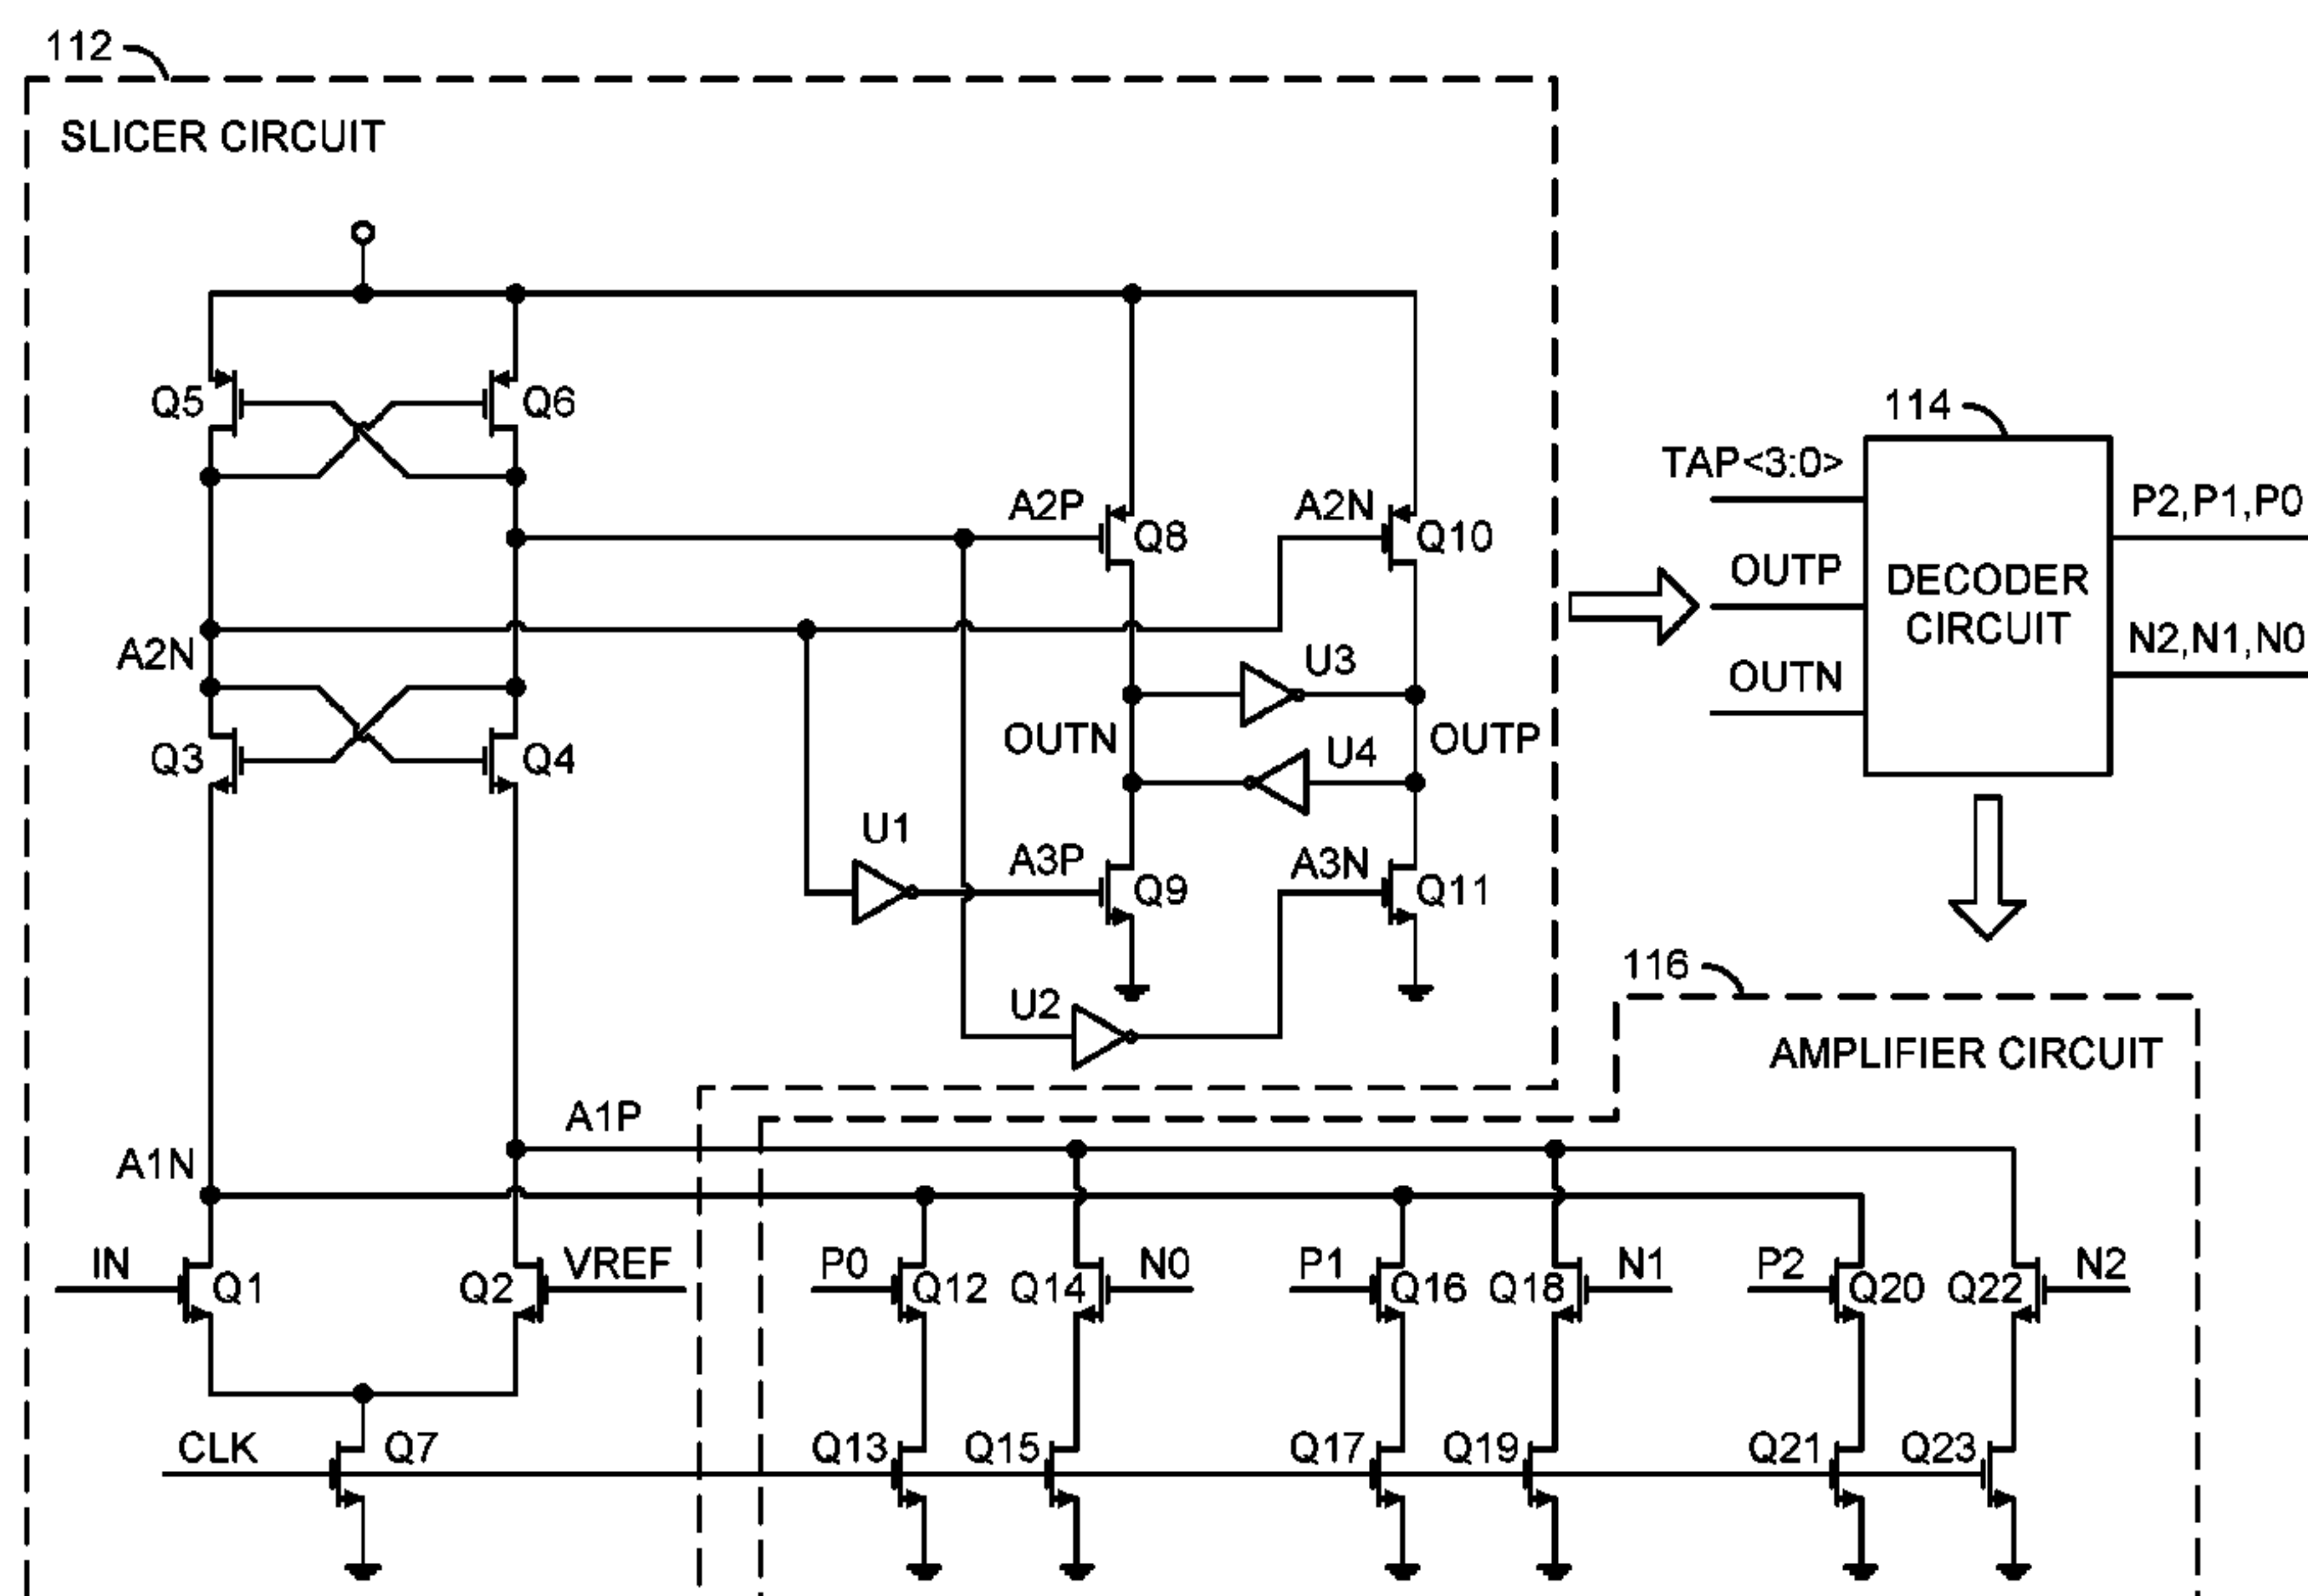 112
SLICER CIRCUIT
Q5
Q6
A2P
Q8
A2N
Q10
114
TAP<3:0>
OUTP
OUTN
DECODER
CIRCUIT
P2,P1,P0
N2,N1,N0
A2N
U3
OUTN
U4
OUTP
Q3
Q4
U1
A3P
Q9
A3N
Q11
U2
116
AMPLIFIER CIRCUIT
A1P
A1N
IN
Q1
Q2
VREF
P0
Q12
Q14
N0
P1
Q16
Q18
N1
P2
Q20
Q22
N2
CLK
Q7
Q13
Q15
Q17
Q19
Q21
Q23